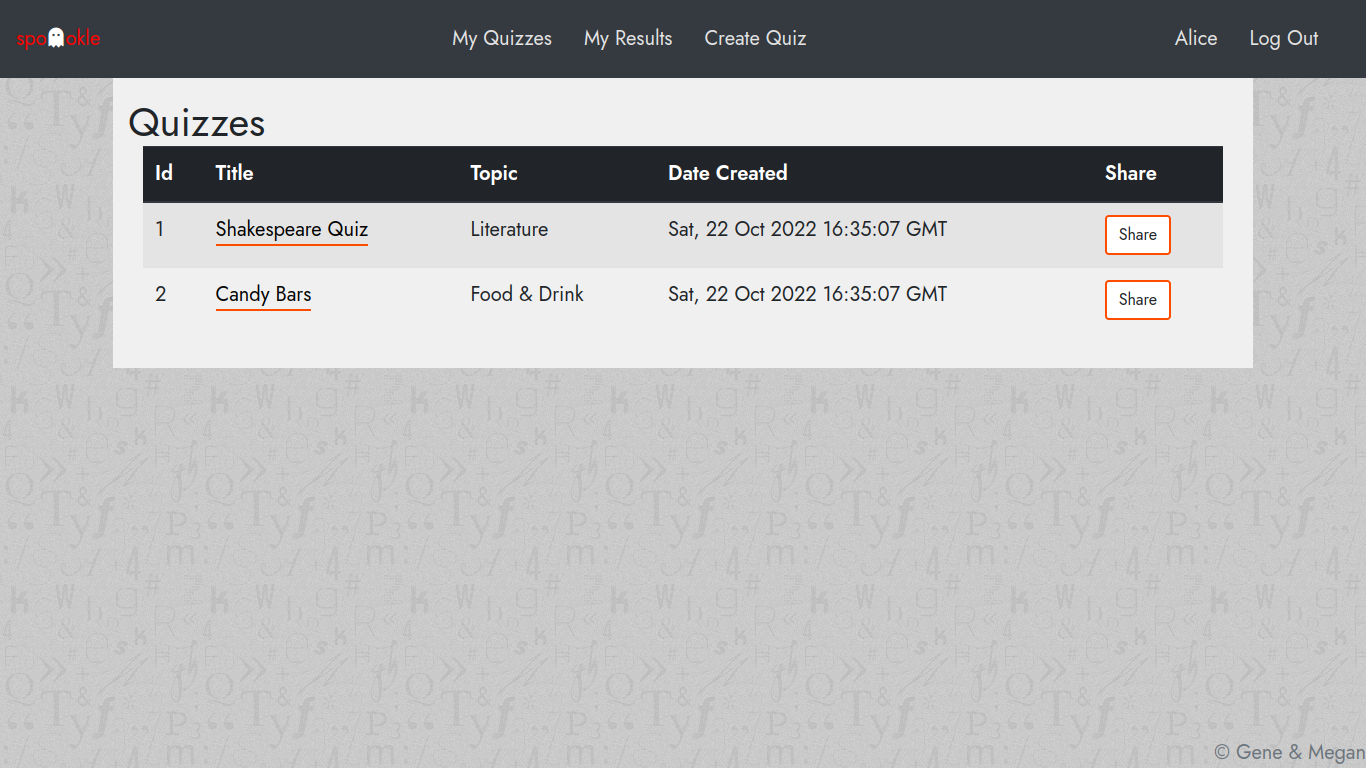 spookle My Quizzes My Results Create Quiz Alice Log Out
Quizzes
Id Title Topic Date Created Share
1 Shakespeare Quiz Literature Sat, 22 Oct 2022 16:35:07 GMT Share
2 Candy Bars Food & Drink Sat, 22 Oct 2022 16:35:07 GMT Share
© Gene & Megan